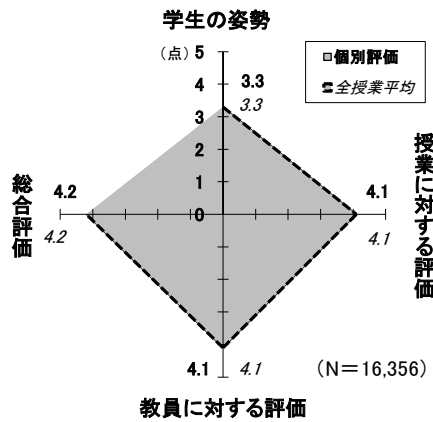 学生の姿勢
5
(点)
4
3.3
3.3
3
2
1
0
個別評価
全授業平均
授業に対する評価
4.1
4.1
総合評価
4.2
4.2
4.1
4.1
(N=16,356)
教員に対する評価